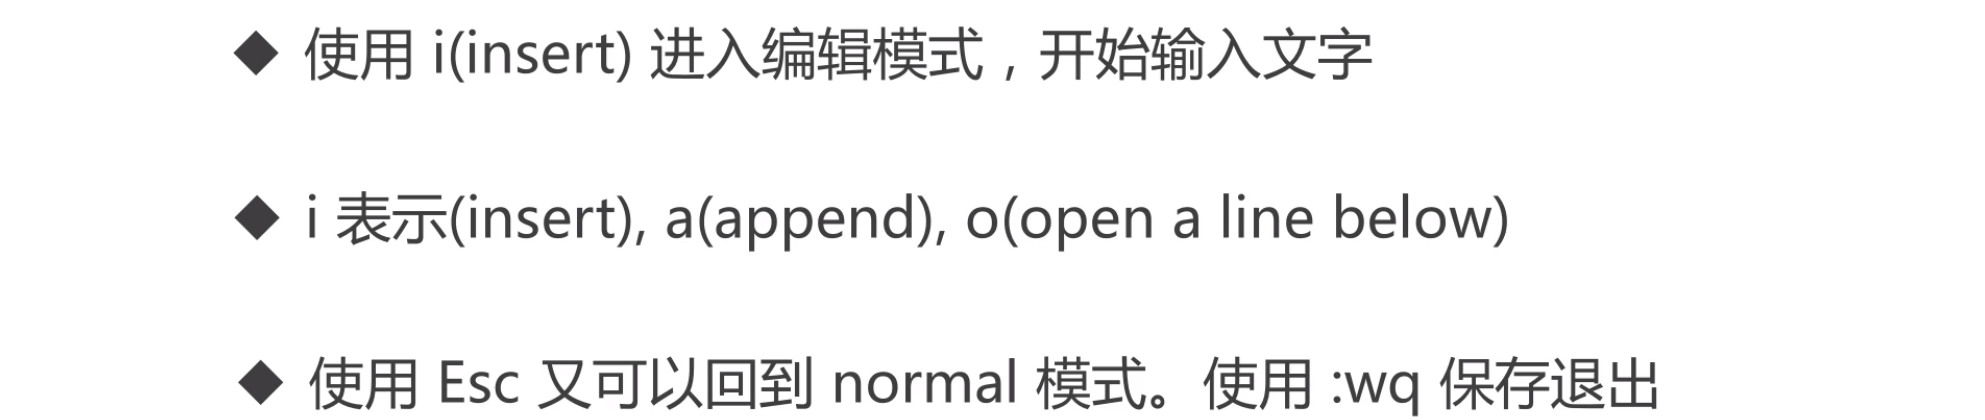 ◆ 使用 i(insert) 进入编辑模式，开始输入文字
◆ i 表示(insert), a(append), o(open a line below)
◆ 使用 Esc 又可以回到 normal 模式。使用 :wq 保存退出